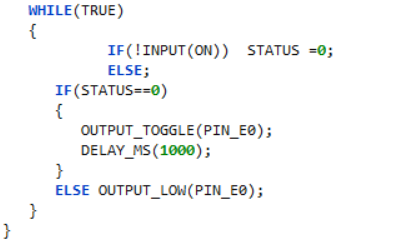 WHILE(TRUE)
{
IF(!INPUT(ON)) STATUS =0;
ELSE;
IF(STATUS==0)
{
OUTPUT_TOGGLE(PIN_E0);
DELAY_MS(1000);
}
ELSE OUTPUT_LOW(PIN_E0);
}
}